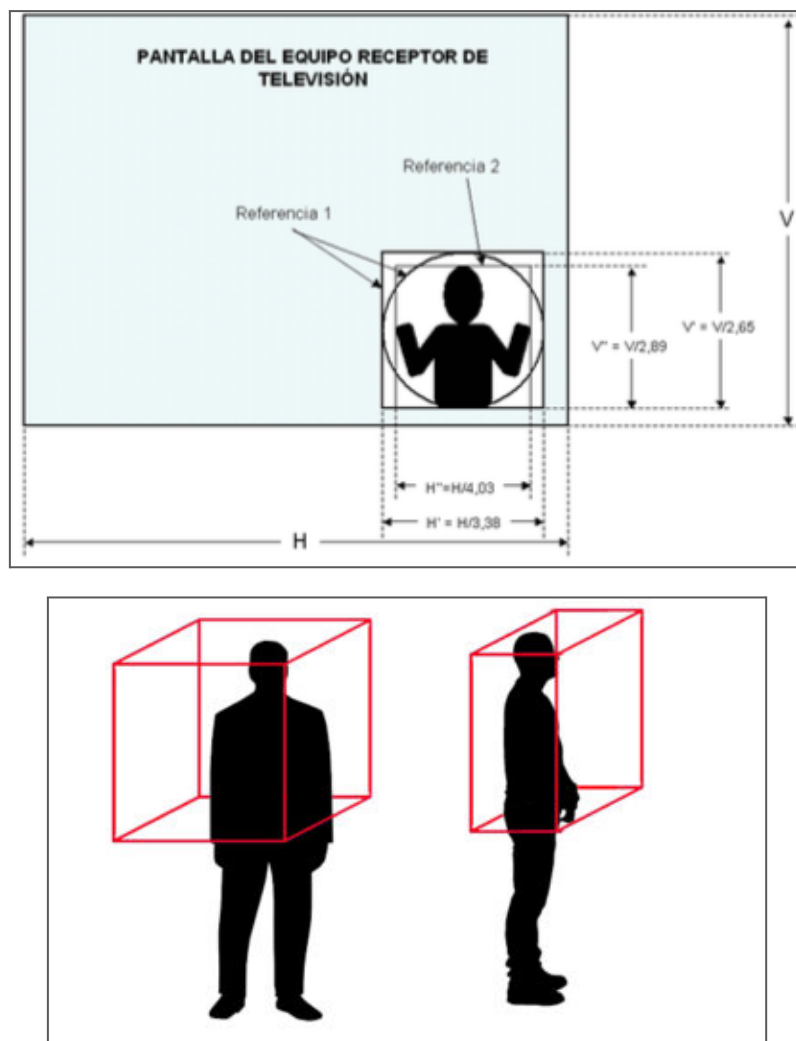 PANTALLA DEL EQUIPO RECEPTOR DE
TELEVISIÓN
Referencia 2
Referencia 1
V
V' = V/2,65
V'' = V/2,89
H''=H/4,03
H' = H/3,38
H